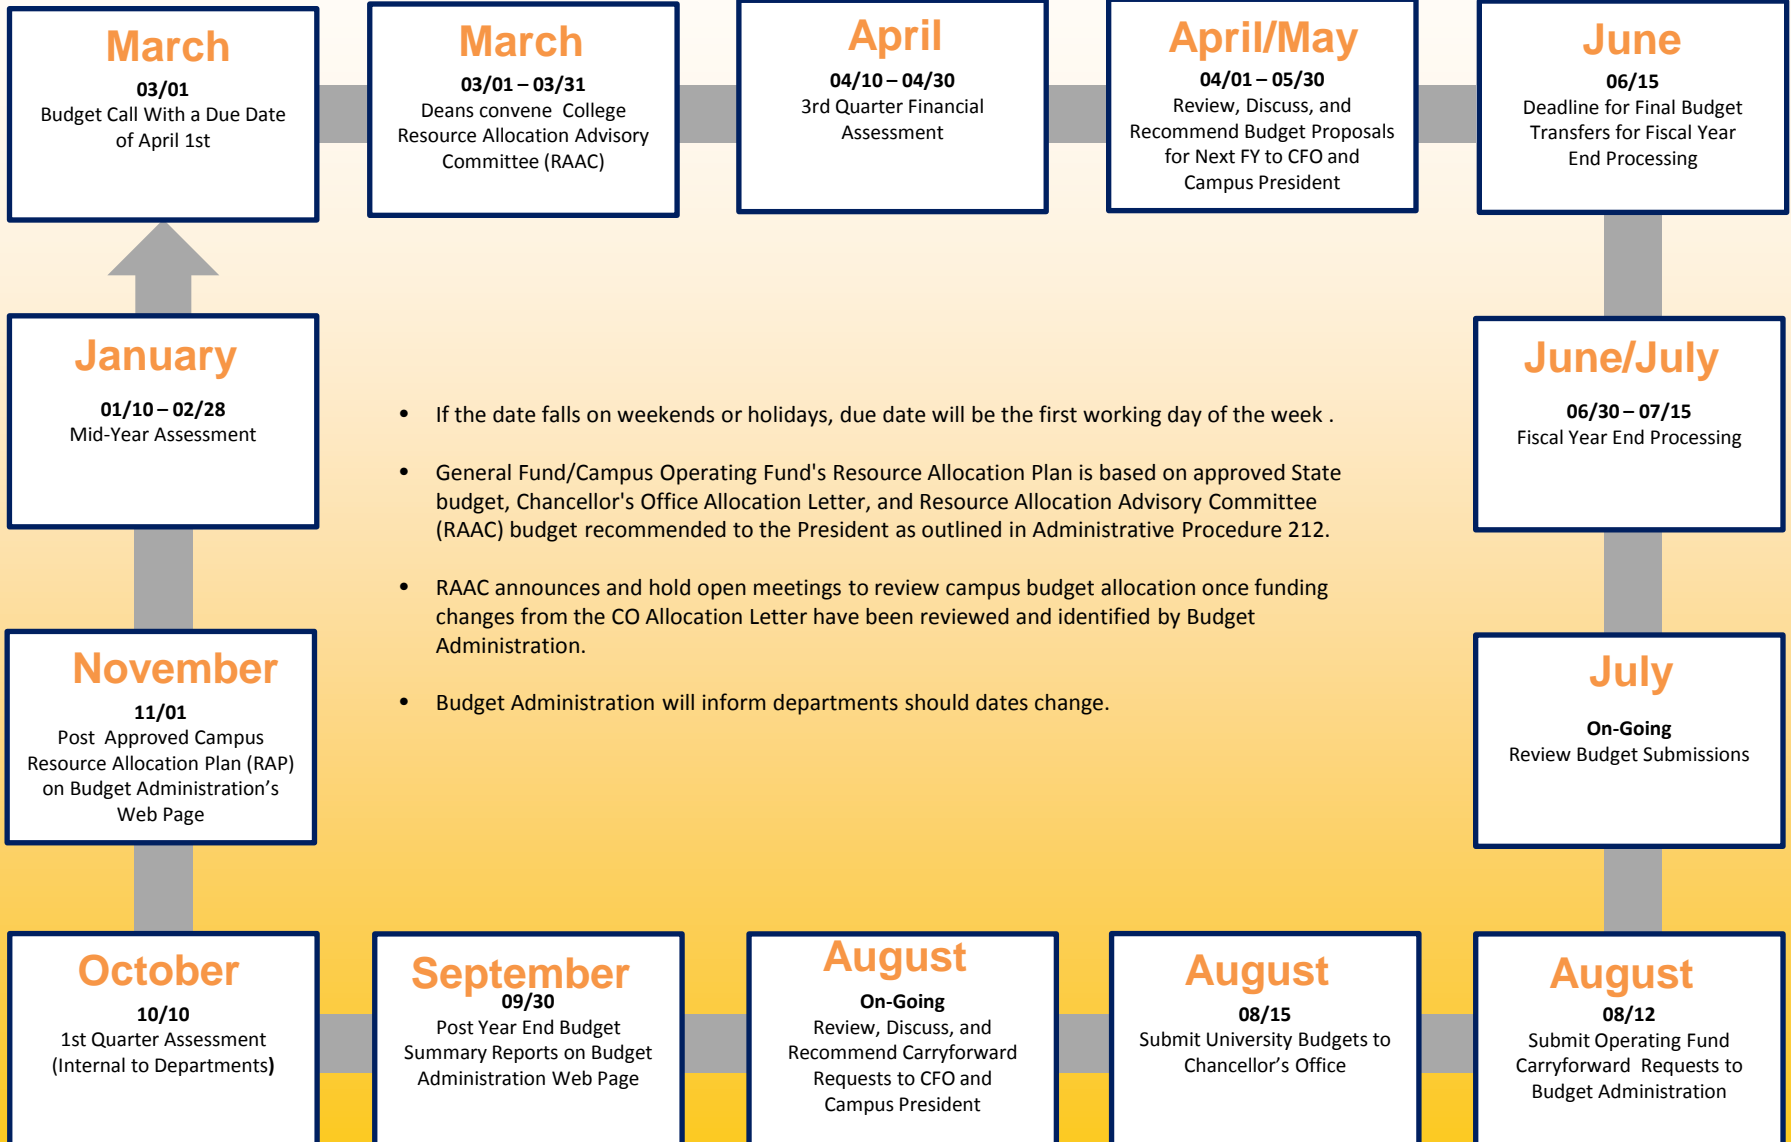 March
03/01
Budget Call With a Due Date
of April 1st
March
03/01 – 03/31
Deans convene College
Resource Allocation Advisory
Committee (RAAC)
April
04/10 – 04/30
3rd Quarter Financial
Assessment
April/May
04/01 – 05/30
Review, Discuss, and
Recommend Budget Proposals
for Next FY to CFO and
Campus President
June
06/15
Deadline for Final Budget
Transfers for Fiscal Year
End Processing
June/July
06/30 – 07/15
Fiscal Year End Processing
July
On-Going
Review Budget Submissions
August
08/12
Submit Operating Fund
Carryforward Requests to
Budget Administration
August
08/15
Submit University Budgets to
Chancellor’s Office
August
On-Going
Review, Discuss, and
Recommend Carryforward
Requests to CFO and
Campus President
September
09/30
Post Year End Budget
Summary Reports on Budget
Administration Web Page
October
10/10
1st Quarter Assessment
(Internal to Departments)
November
11/01
Post Approved Campus
Resource Allocation Plan (RAP)
on Budget Administration’s
Web Page
January
01/10 – 02/28
Mid-Year Assessment
• If the date falls on weekends or holidays, due date will be the first working day of the week .
• General Fund/Campus Operating Fund's Resource Allocation Plan is based on approved State
budget, Chancellor's Office Allocation Letter, and Resource Allocation Advisory Committee
(RAAC) budget recommended to the President as outlined in Administrative Procedure 212.
• RAAC announces and hold open meetings to review campus budget allocation once funding
changes from the CO Allocation Letter have been reviewed and identified by Budget
Administration.
• Budget Administration will inform departments should dates change.